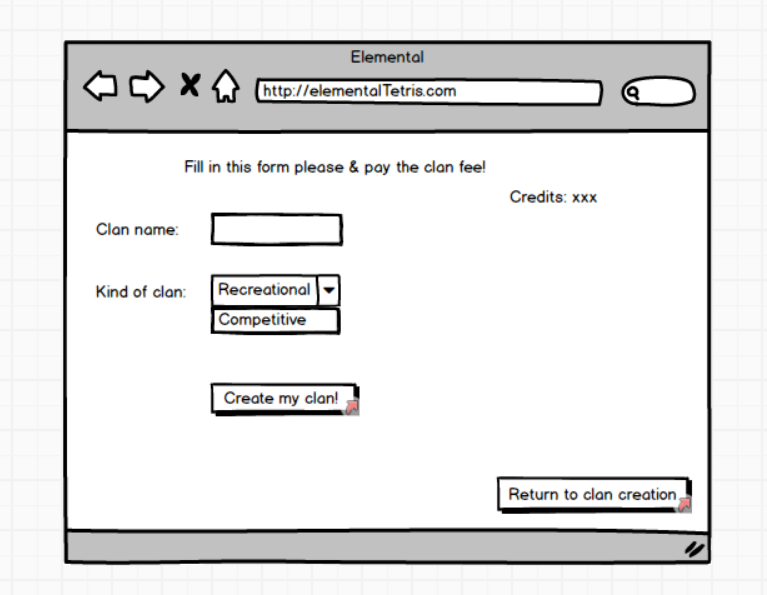 Elemental
http://elementalTetris.com
Fill in this form please & pay the clan fee!
Credits: xxx
Clan name:
Kind of clan: Recreational
Competitive
Create my clan!
Return to clan creation